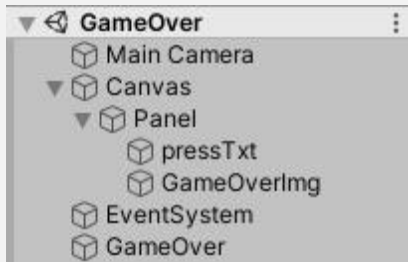 GameOver
Main Camera
Canvas
Panel
pressTxt
GameOverImg
EventSystem
GameOver